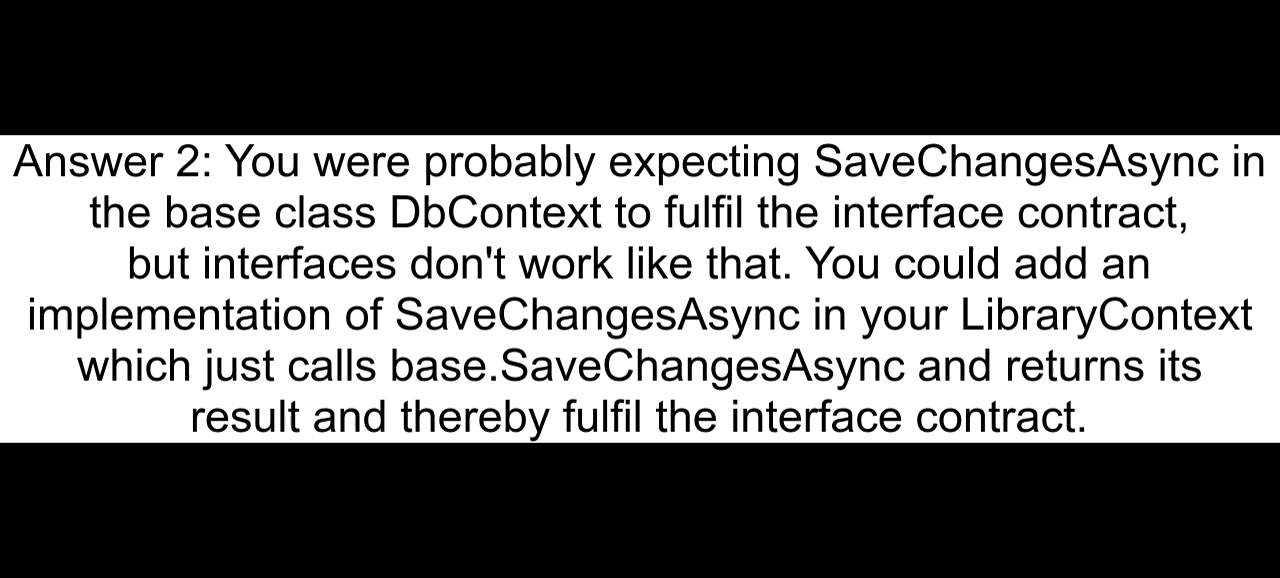 Answer 2: You were probably expecting SaveChangesAsync in
the base class DbContext to fulfil the interface contract,
but interfaces don't work like that. You could add an
implementation of SaveChangesAsync in your LibraryContext
which just calls base.SaveChangesAsync and returns its
result and thereby fulfil the interface contract.